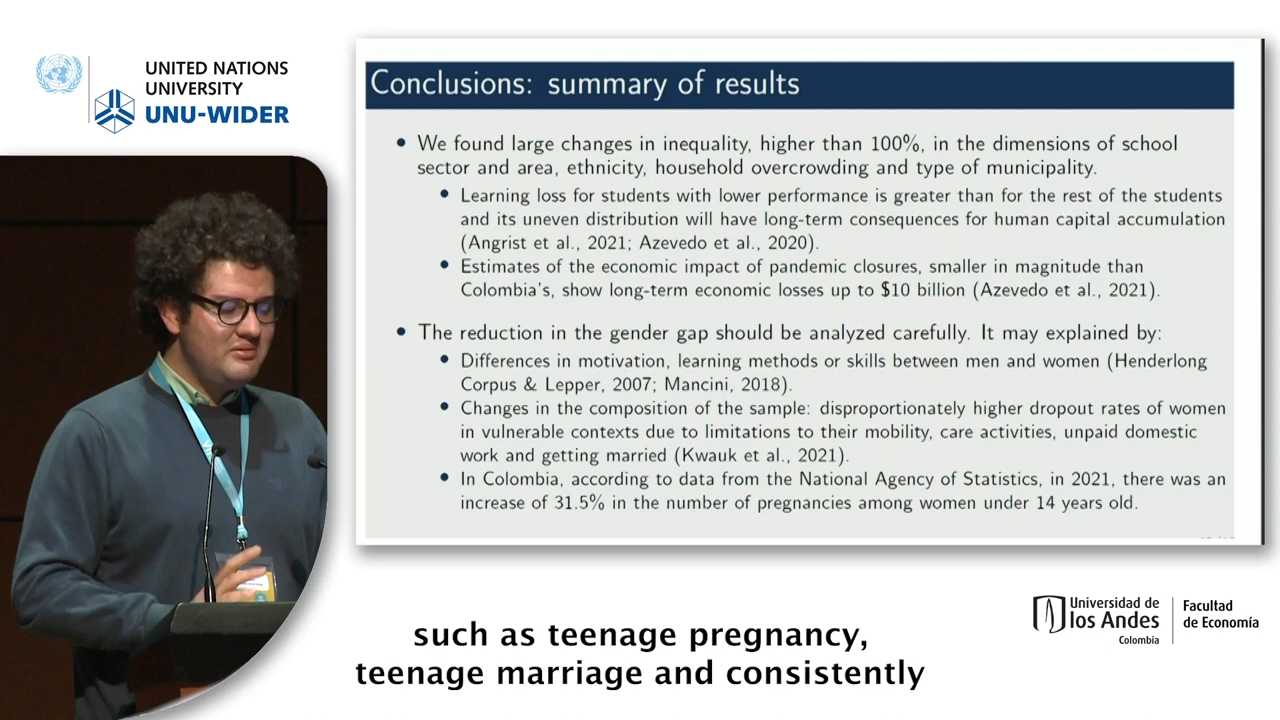 UNITED NATIONS
UNIVERSITY
UNU-WIDER
Conclusions: summary of results
We found large changes in inequality, higher than 100%, in the dimensions of school
sector and area, ethnicity, household overcrowding and type of municipality.
Learning loss for students with lower performance is greater than for the rest of the students
and its uneven distribution will have long-term consequences for human capital accumulation
(Angrist et al., 2021; Azevedo et al., 2020).
Estimates of the economic impact of pandemic closures, smaller in magnitude than
Colombia's, show long-term economic losses up to $10 billion (Azevedo et al., 2021).
The reduction in the gender gap should be analyzed carefully. It may explained by:
Differences in motivation, learning methods or skills between men and women (Henderlong
Corpus & Lepper, 2007; Mancini, 2018).
Changes in the composition of the sample: disproportionately higher dropout rates of women
in vulnerable contexts due to limitations to their mobility, care activities, unpaid domestic
work and getting married (Kwauk et al., 2021).
In Colombia, according to data from the National Agency of Statistics, in 2021, there was an
increase of 31.5% in the number of pregnancies among women under 14 years old.
such as teenage pregnancy,
teenage marriage and consistently
Universidad de
los Andes
Colombia
Facultad
de Economía